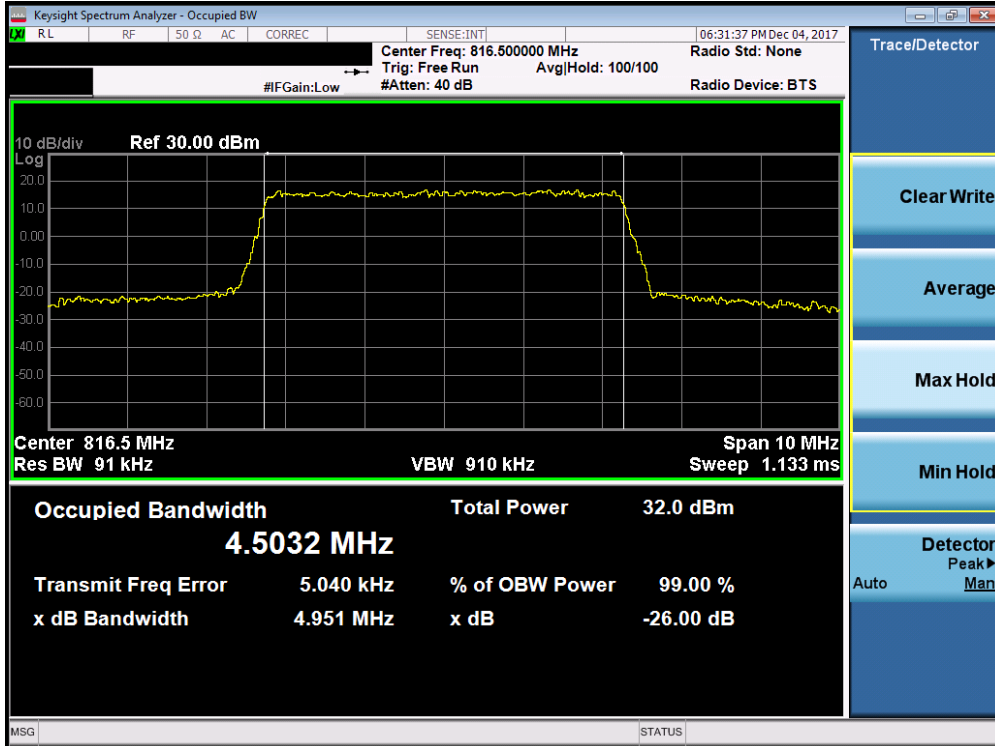 Keysight Spectrum Analyzer - Occupied BW
LXI RL RF 50 Ω AC CORREC SENSE:INT 06:31:37 PM Dec 04, 2017
Center Freq: 816.500000 MHz Radio Std: None
Trig: Free Run Avg|Hold: 100/100
#IFGain:Low #Atten: 40 dB Radio Device: BTS
10 dB/div Ref 30.00 dBm
Log
20.0
10.0
0.00
-10.0
-20.0
-30.0
-40.0
-50.0
-60.0
Center 816.5 MHz Span 10 MHz
Res BW 91 kHz VBW 910 kHz Sweep 1.133 ms
Occupied Bandwidth Total Power 32.0 dBm
4.5032 MHz
Transmit Freq Error 5.040 kHz % of OBW Power 99.00 %
x dB Bandwidth 4.951 MHz x dB -26.00 dB
MSG STATUS
Trace/Detector
Clear Write
Average
Max Hold
Min Hold
Detector
Peak▶
Auto Man